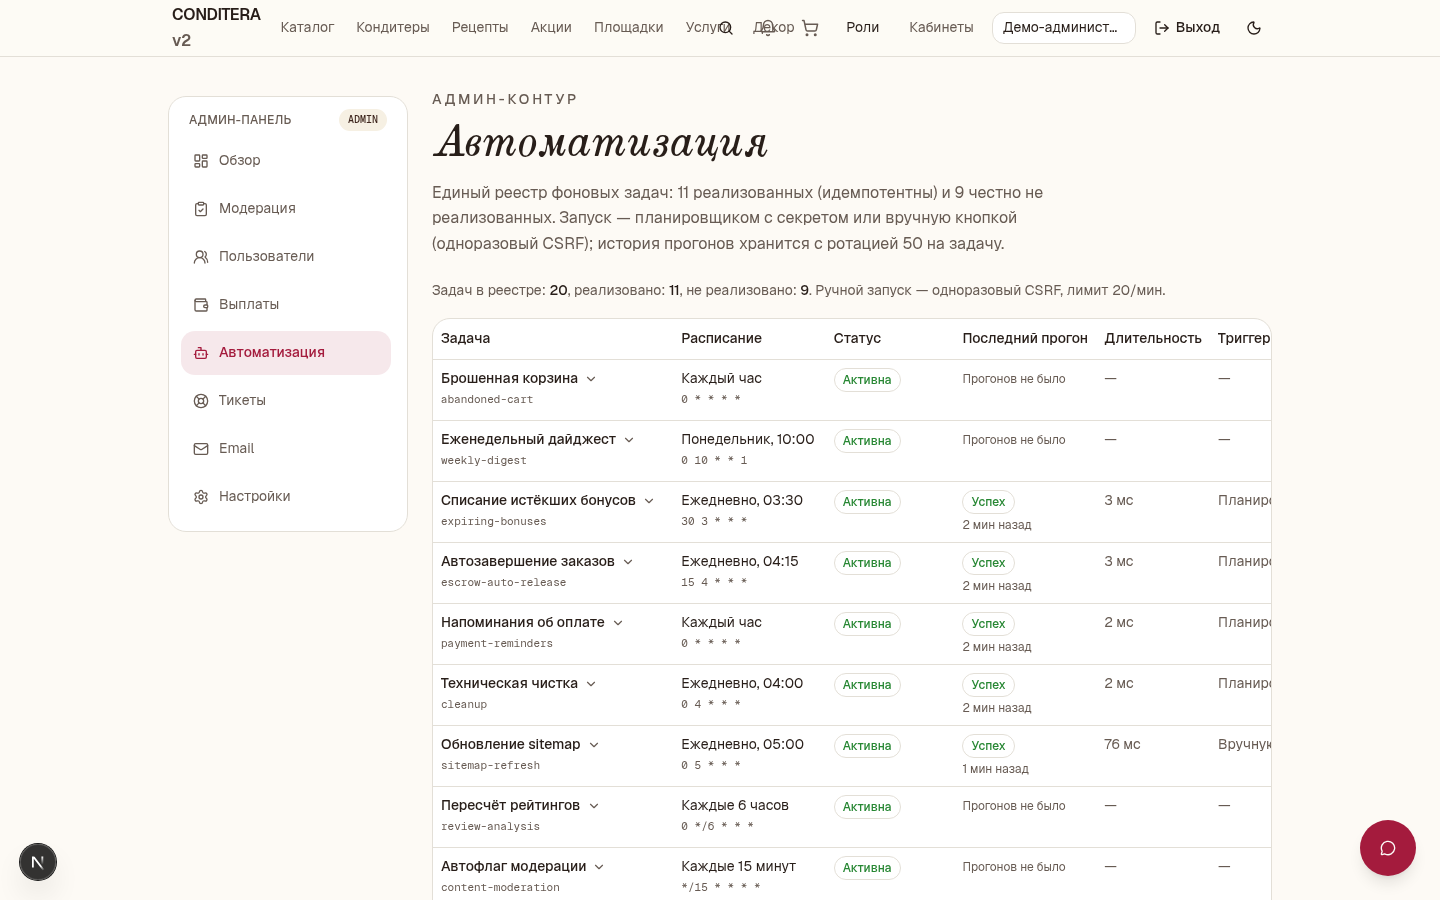 CONDITERA v2
Каталог Кондитеры Рецепты Акции Площадки Услуги Декор Роли Кабинеты Демо-админист... Выход
АДМИН-ПАНЕЛЬ ADMIN
Обзор
Модерация
Пользователи
Выплаты
Автоматизация
Тикеты
Email
Настройки
АДМИН-КОНТУР
Автоматизация
Единый реестр фоновых задач: 11 реализованных (идемпотентны) и 9 честно не
реализованных. Запуск — планировщиком с секретом или вручную кнопкой
(одноразовый CSRF); история прогонов хранится с ротацией 50 на задачу.
Задач в реестре: 20, реализовано: 11, не реализовано: 9. Ручной запуск — одноразовый CSRF, лимит 20/мин.
Задача Расписание Статус Последний прогон Длительность Триггер
Брошенная корзина Каждый час Активна Прогонов не было — —
abandoned-cart 0 * * * *
Еженедельный дайджест Понедельник, 10:00 Активна Прогонов не было — —
weekly-digest 0 10 * * 1
Списание истёкших бонусов Ежедневно, 03:30 Активна Успех 3 мс Планиро
expiring-bonuses 30 3 * * * 2 мин назад
Автозавершение заказов Ежедневно, 04:15 Активна Успех 3 мс Планиро
escrow-auto-release 15 4 * * * 2 мин назад
Напоминания об оплате Каждый час Активна Успех 2 мс Планиро
payment-reminders 0 * * * * 2 мин назад
Техническая чистка Ежедневно, 04:00 Активна Успех 2 мс Планиро
cleanup 0 4 * * * 2 мин назад
Обновление sitemap Ежедневно, 05:00 Активна Успех 76 мс Вручную
sitemap-refresh 0 5 * * * 1 мин назад
Пересчёт рейтингов Каждые 6 часов Активна Прогонов не было — —
review-analysis 0 */6 * * *
Автофлаг модерации Каждые 15 минут Активна Прогонов не было — —
content-moderation */15 * * * *
N